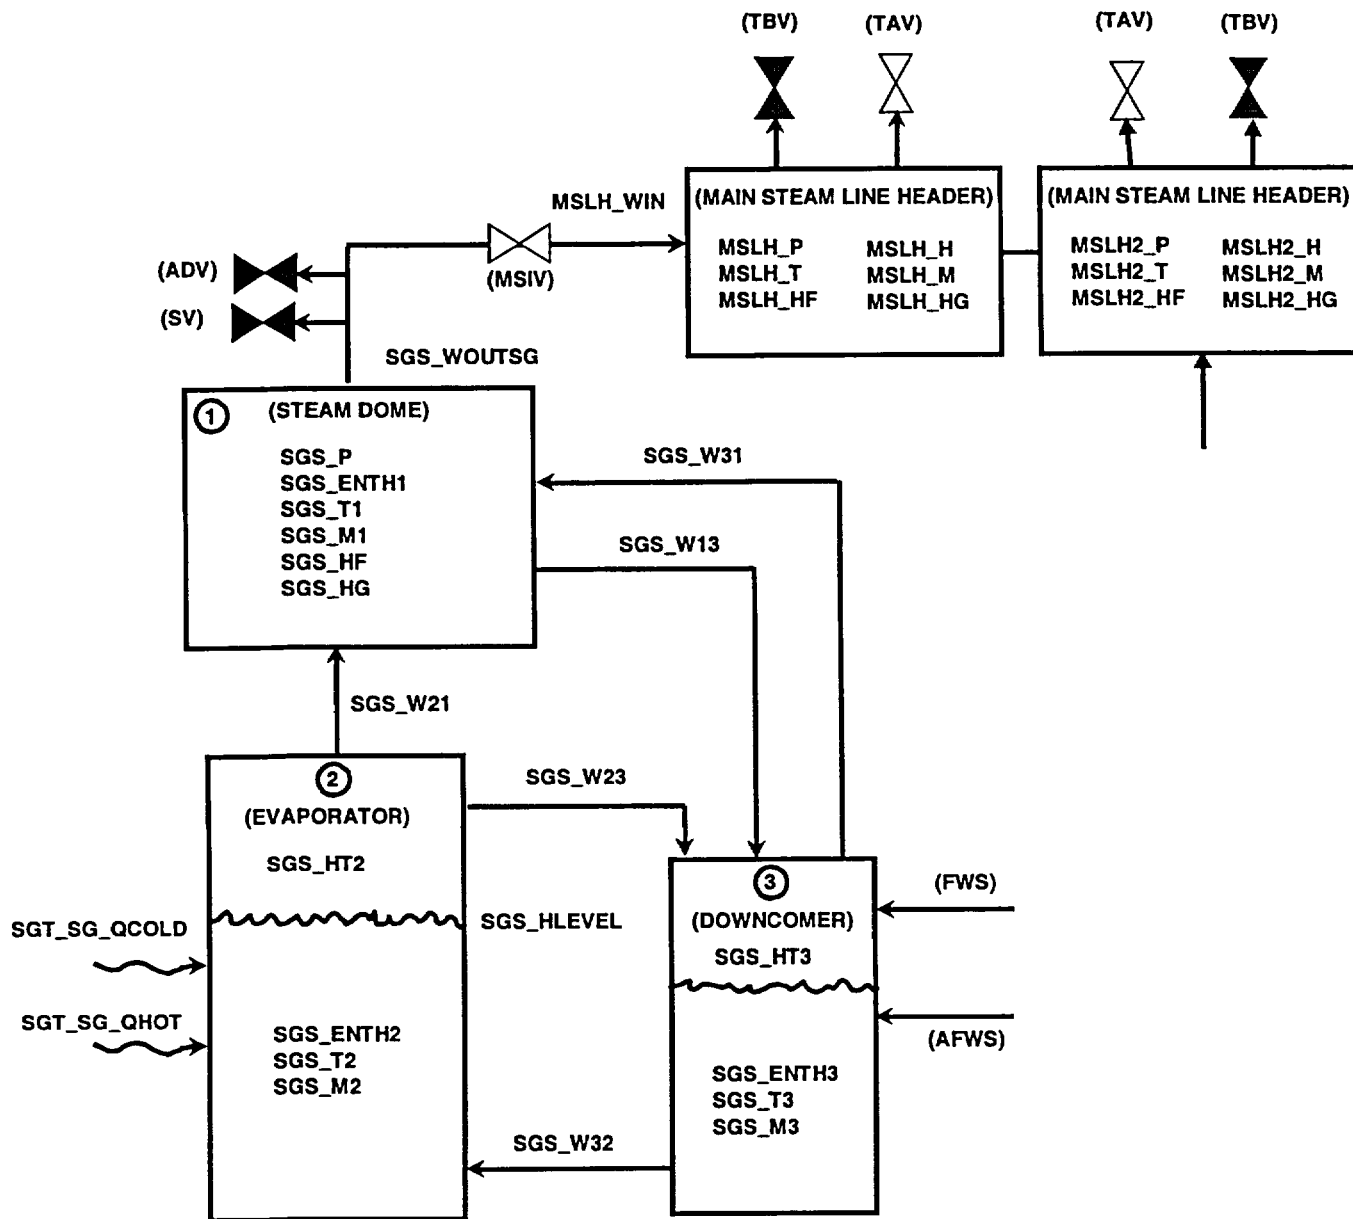 (TBV)
(TAV)
(TAV)
(TBV)
(MAIN STEAM LINE HEADER)
MSLH_P
MSLH_H
MSLH_T
MSLH_M
MSLH_HF
MSLH_HG
(MAIN STEAM LINE HEADER)
MSLH2_P
MSLH2_H
MSLH2_T
MSLH2_M
MSLH2_HF
MSLH2_HG
MSLH_WIN
(MSIV)
(ADV)
(SV)
SGS_WOUTSG
1
(STEAM DOME)
SGS_P
SGS_ENTH1
SGS_T1
SGS_M1
SGS_HF
SGS_HG
SGS_W31
SGS_W13
SGS_W21
2
(EVAPORATOR)
SGS_HT2
SGS_W23
SGS_HLEVEL
SGT_SG_QCOLD
SGT_SG_QHOT
SGS_ENTH2
SGS_T2
SGS_M2
3
(DOWNCOMER)
SGS_HT3
(FWS)
(AFWS)
SGS_ENTH3
SGS_T3
SGS_M3
SGS_W32